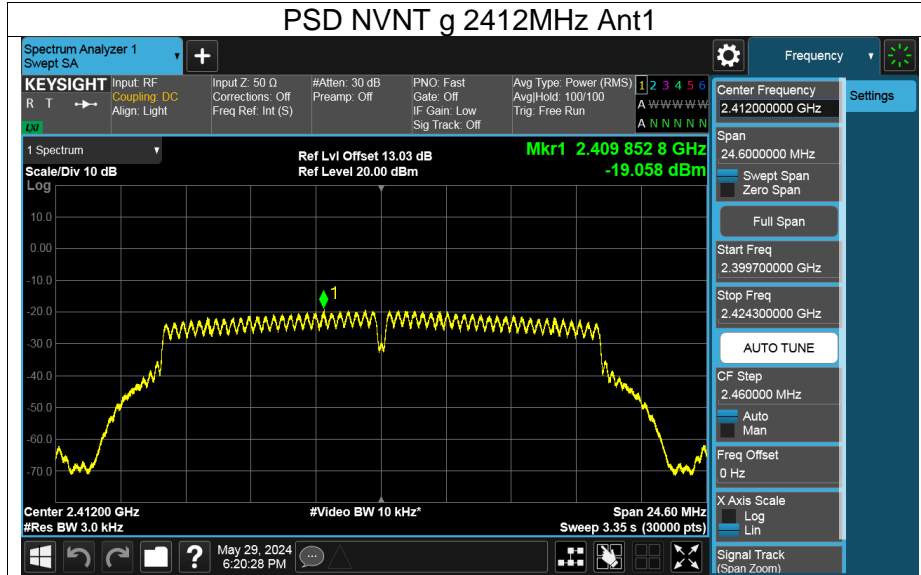 PSD NVNT g 2412MHz Ant1
Spectrum Analyzer 1
Swept SA
Frequency
KEYSIGHT
R T
LXI
Input: RF
Coupling: DC
Align: Light
Input Z: 50 Ω
Corrections: Off
Freq Ref: Int (S)
#Atten: 30 dB
Preamp: Off
PNO: Fast
Gate: Off
IF Gain: Low
Sig Track: Off
Avg Type: Power (RMS)
Avg|Hold: 100/100
Trig: Free Run
1 2 3 4 5 6
A W W W W W
A N N N N N
Center Frequency
2.412000000 GHz
Settings
Span
24.6000000 MHz
Swept Span
Zero Span
Full Span
Start Freq
2.399700000 GHz
Stop Freq
2.424300000 GHz
AUTO TUNE
CF Step
2.460000 MHz
Auto
Man
Freq Offset
0 Hz
X Axis Scale
Log
Lin
Signal Track
(Span Zoom)
1 Spectrum
Scale/Div 10 dB
Ref Lvl Offset 13.03 dB
Ref Level 20.00 dBm
Mkr1 2.409 852 8 GHz
-19.058 dBm
Log
10.0
0.00
-10.0
1
-20.0
-30.0
-40.0
-50.0
-60.0
-70.0
Center 2.41200 GHz
#Video BW 10 kHz*
Span 24.60 MHz
#Res BW 3.0 kHz
Sweep 3.35 s (30000 pts)
?
May 29, 2024
6:20:28 PM